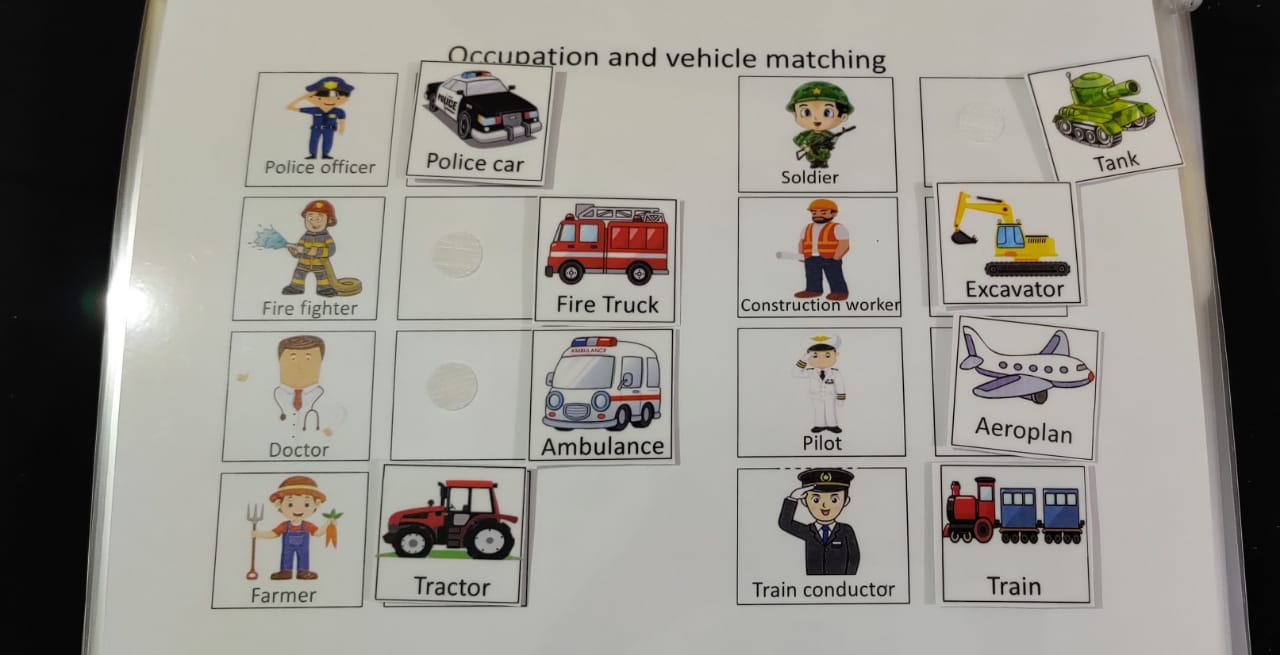 Occupation and vehicle matching
POLICE
Police officer
Police car
Soldier
Tank
Fire fighter
Fire Truck
Construction worker
Excavator
AMBULANCE
Doctor
Ambulance
Pilot
Aeroplan
Farmer
Tractor
Train conductor
Train